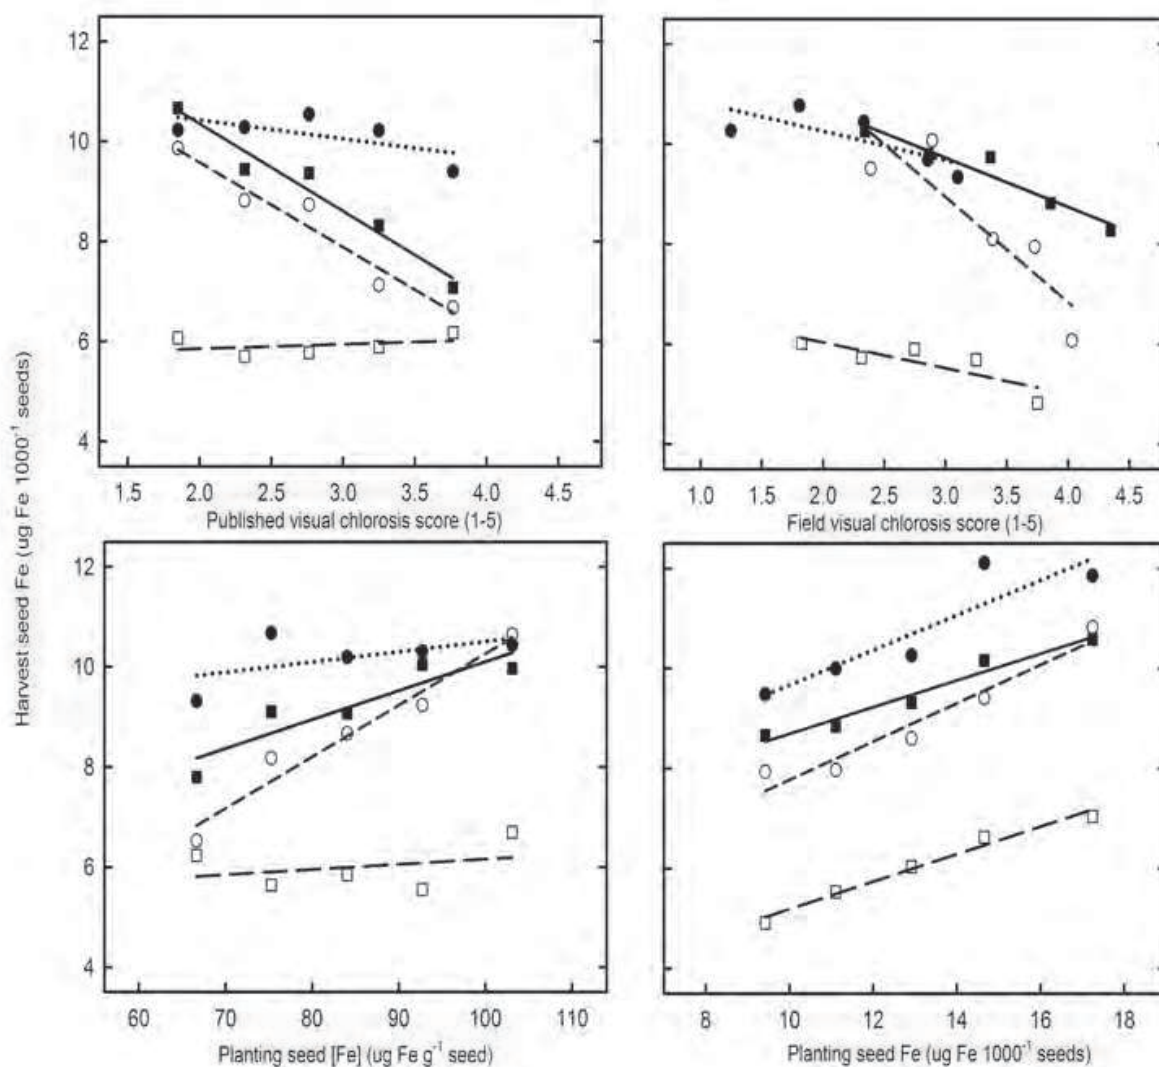 Harvest seed Fe (ug Fe 1000⁻¹ seeds)
12
10
8
6
4
1.5 2.0 2.5 3.0 3.5 4.0 4.5
Published visual chlorosis score (1-5)
1.0 1.5 2.0 2.5 3.0 3.5 4.0 4.5
Field visual chlorosis score (1-5)
12
10
8
6
4
60 70 80 90 100 110
Planting seed [Fe] (ug Fe g⁻¹ seed)
8 10 12 14 16 18
Planting seed Fe (ug Fe 1000⁻¹ seeds)